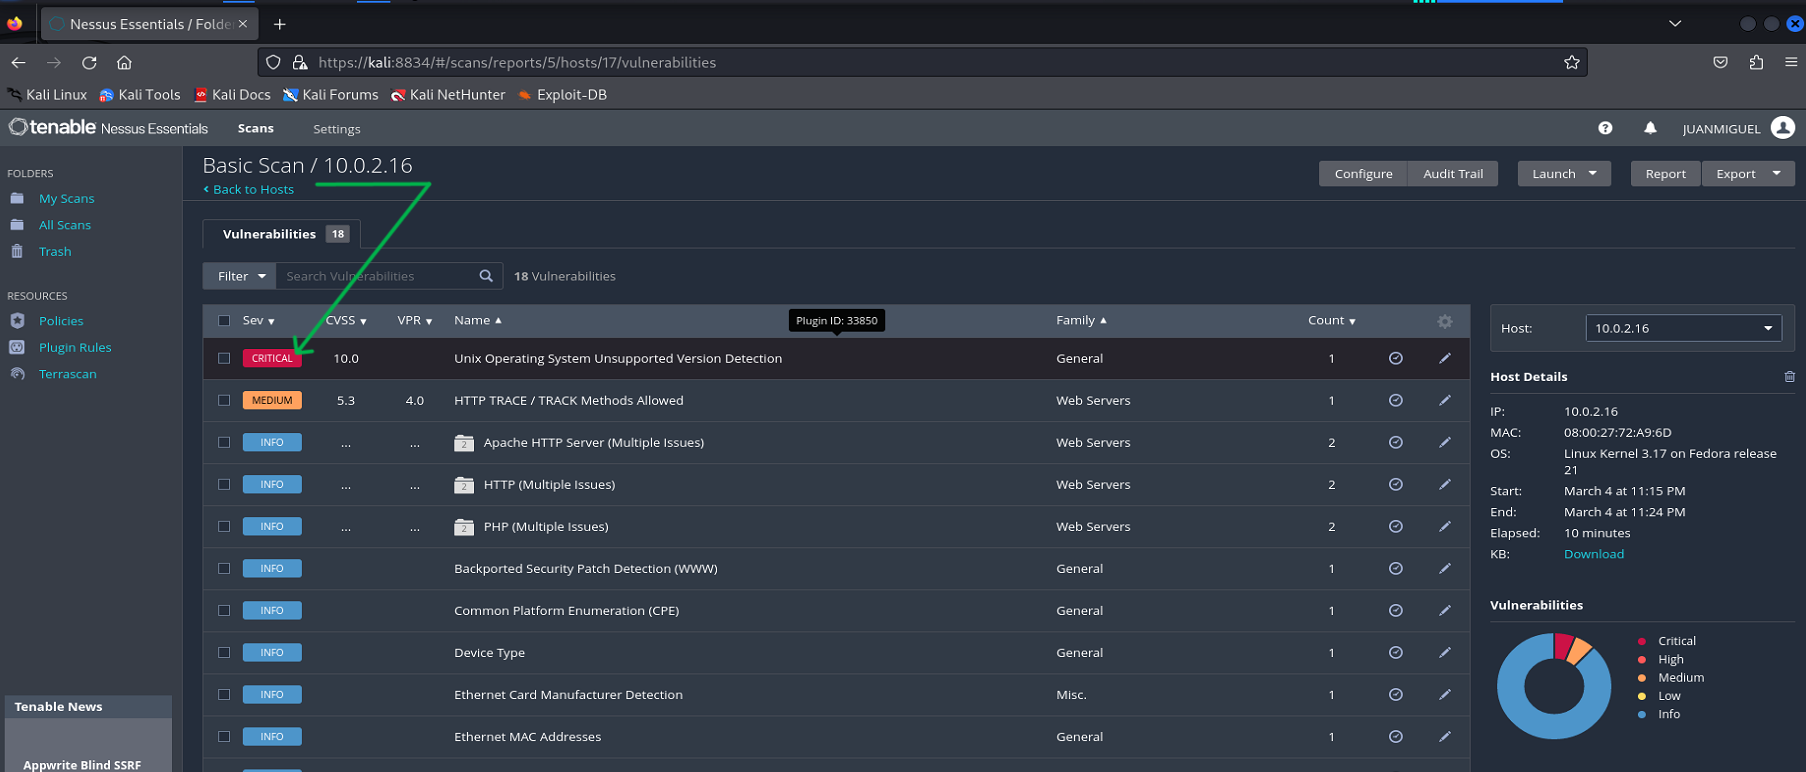 Nessus Essentials / Folde
https://kali:8834/#/scans/reports/5/hosts/17/vulnerabilities
Kali Linux Kali Tools Kali Docs Kali Forums Kali NetHunter Exploit-DB
tenable Nessus Essentials Scans Settings JUANMIGUEL
FOLDERS
My Scans
All Scans
Trash
RESOURCES
Policies
Plugin Rules
Terrascan
Tenable News
Appwrite Blind SSRF
Basic Scan / 10.0.2.16
< Back to Hosts
Configure Audit Trail Launch Report Export
Vulnerabilities 18
Filter Search Vulnerabilities 18 Vulnerabilities
Sev CVSS VPR Name Plugin ID: 33850 Family Count
CRITICAL 10.0 Unix Operating System Unsupported Version Detection General 1
MEDIUM 5.3 4.0 HTTP TRACE / TRACK Methods Allowed Web Servers 1
INFO ... ... 2 Apache HTTP Server (Multiple Issues) Web Servers 2
INFO ... ... 2 HTTP (Multiple Issues) Web Servers 2
INFO ... ... 2 PHP (Multiple Issues) Web Servers 2
INFO Backported Security Patch Detection (WWW) General 1
INFO Common Platform Enumeration (CPE) General 1
INFO Device Type General 1
INFO Ethernet Card Manufacturer Detection Misc. 1
INFO Ethernet MAC Addresses General 1
Host: 10.0.2.16
Host Details
IP: 10.0.2.16
MAC: 08:00:27:72:A9:6D
OS: Linux Kernel 3.17 on Fedora release
21
Start: March 4 at 11:15 PM
End: March 4 at 11:24 PM
Elapsed: 10 minutes
KB: Download
Vulnerabilities
Critical
High
Medium
Low
Info